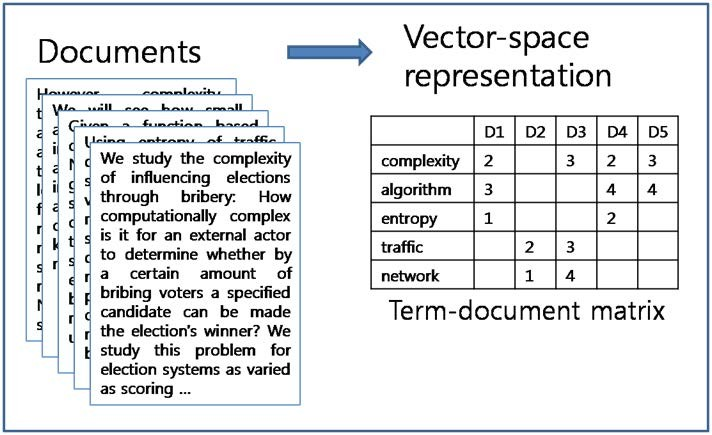 Documents
Vector-space
representation
However, complexity
We will see how small
Given a function based
Using entropy of traffic
We study the complexity
of influencing elections
through bribery: How
computationally complex
is it for an external actor
to determine whether by
a certain amount of
bribing voters a specified
candidate can be made
the election's winner? We
study this problem for
election systems as varied
as scoring ...
D1 D2 D3 D4 D5
complexity 2 3 2 3
algorithm 3 4 4
entropy 1 2
traffic 2 3
network 1 4
Term-document matrix